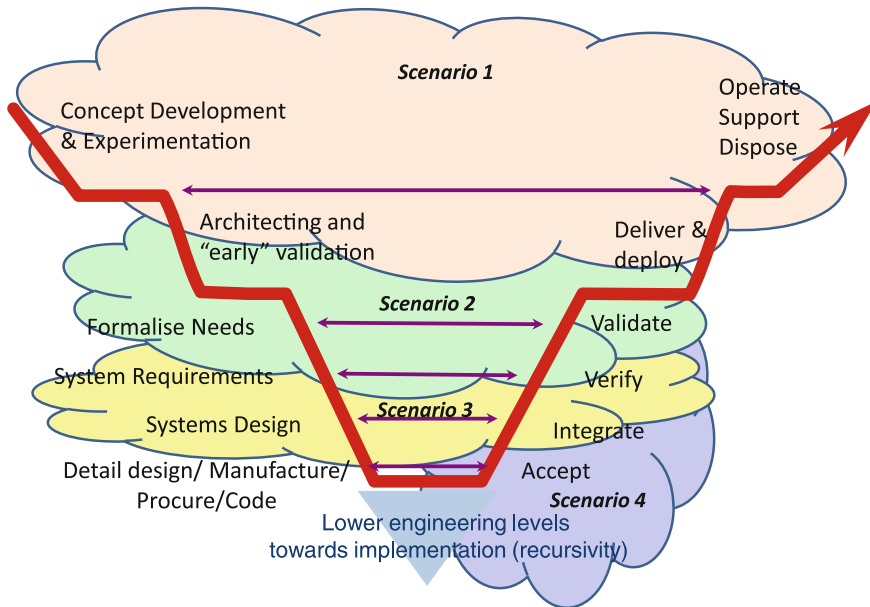 Scenario 1
Concept Development
& Experimentation
Operate
Support
Dispose
Architecting and
“early” validation
Deliver &
deploy
Scenario 2
Formalise Needs
Validate
System Requirements
Verify
Scenario 3
Systems Design
Integrate
Detail design/ Manufacture/
Procure/Code
Accept
Scenario 4
Lower engineering levels
towards implementation (recursivity)